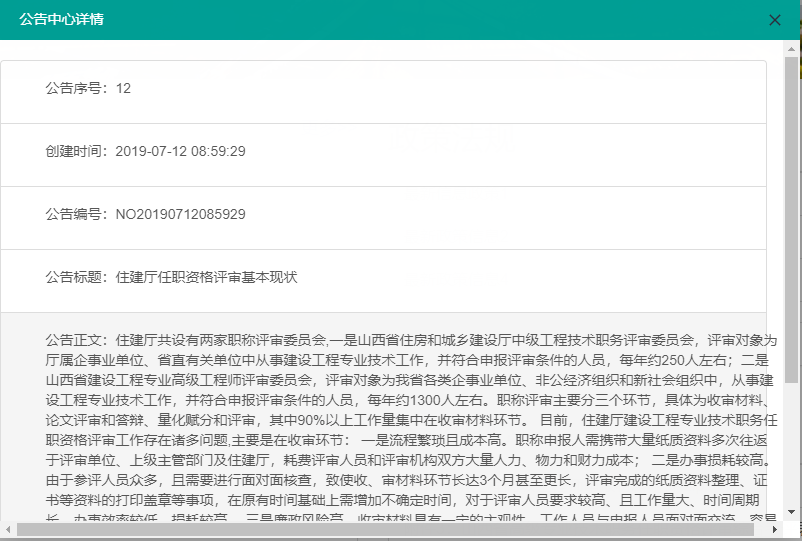 公告中心详情
公告序号：12
创建时间：2019-07-12 08:59:29
公告编号：NO20190712085929
公告标题：住建厅任职资格评审基本现状
公告正文：住建厅共设有两家职称评审委员会,一是山西省住房和城乡建设厅中级工程技术职务评审委员会，评审对象为
厅属企事业单位、省直有关单位中从事建设工程专业技术工作，并符合申报评审条件的人员，每年约250人左右；二是
山西省建设工程专业高级工程师评审委员会，评审对象为我省各类企事业单位、非公经济组织和新社会组织中，从事建
设工程专业技术工作，并符合申报评审条件的人员，每年约1300人左右。职称评审主要分三个环节，具体为收审材料、
论文评审和答辩、量化赋分和评审，其中90%以上工作量集中在收审材料环节。 目前，住建厅建设工程专业技术职务任
职资格评审工作存在诸多问题,主要是在收审环节： 一是流程繁琐且成本高。职称申报人需携带大量纸质资料多次往返
于评审单位、上级主管部门及住建厅，耗费评审人员和评审机构双方大量人力、物力和财力成本； 二是办事损耗较高。
由于参评人员众多，且需要进行面对面核查，致使收、审材料环节长达3个月甚至更长，评审完成的纸质资料整理、证
书等资料的打印盖章等事项，在原有时间基础上需增加不确定时间，对于评审人员要求较高、且工作量大、时间周期
长，办事效率较低，损耗较高。 三是廉政风险高。收审材料具有一定的主观性，工作人员与申报人员面对面交流，容易